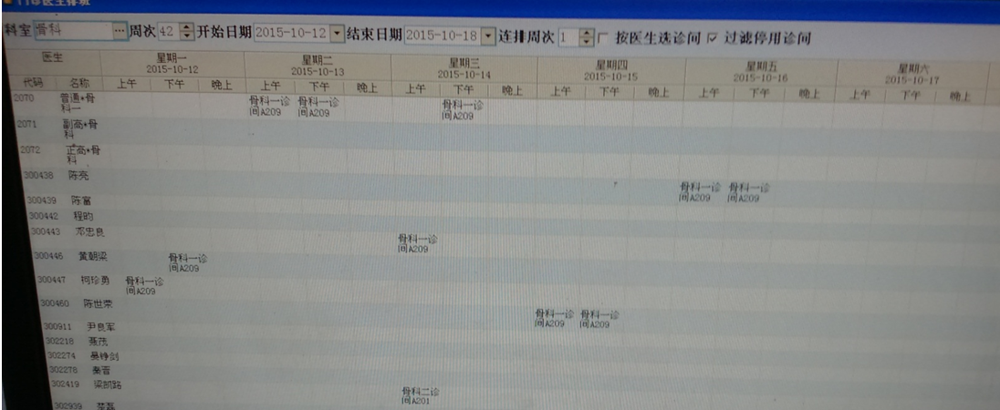 门诊医生排班
科室 骨科 ... 周次 42 开始日期 2015-10-12 结束日期 2015-10-18 连排周次 1 按医生选诊间 过滤停用诊间
医生 星期一 星期二 星期三 星期四 星期五 星期六
2015-10-12 2015-10-13 2015-10-14 2015-10-15 2015-10-16 2015-10-17
代码 名称 上午 下午 晚上 上午 下午 晚上 上午 下午 晚上 上午 下午 晚上 上午 下午 晚上 上午 下午 晚上
2070 普通*骨 骨科一诊 骨科一诊 骨科一诊
科一 间A209 间A209 间A209
2071 副高*骨
科
2072 正高*骨
科
300438 陈亮 骨科一诊 骨科一诊
间A209 间A209
300439 陈富
300442 程昀
300443 邓忠良 骨科一诊
间A209
300446 黄朝梁 骨科一诊
间A209
300447 柯珍勇 骨科一诊
间A209
300460 陈世荣 骨科一诊 骨科一诊
间A209 间A209
300911 尹良军
302218 聂茂
302274 晏铮剑
302278 秦晋
302419 梁凯路 骨科二诊
间A201
302939